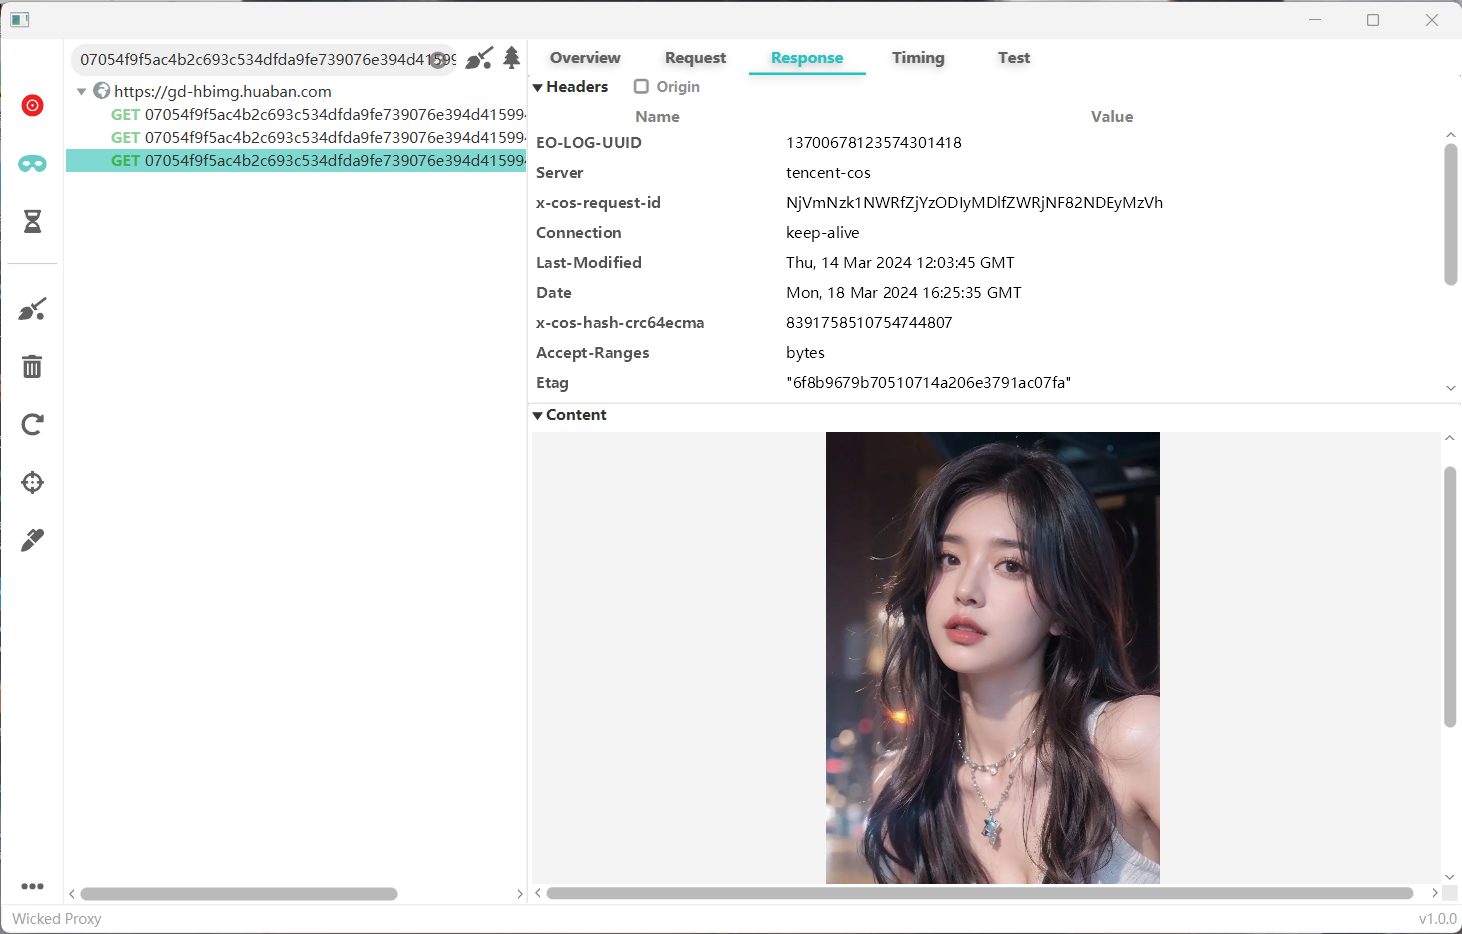 07054f9f5ac4b2c693c534dfda9fe739076e394d41599
Overview Request Response Timing Test
https://gd-hbimg.huaban.com
GET 07054f9f5ac4b2c693c534dfda9fe739076e394d415994
GET 07054f9f5ac4b2c693c534dfda9fe739076e394d415994
GET 07054f9f5ac4b2c693c534dfda9fe739076e394d415994
Headers Origin
Name Value
EO-LOG-UUID 13700678123574301418
Server tencent-cos
x-cos-request-id NjVmNzk1NWRfZjYzODIyMDlfZWRjNF82NDEyMzVh
Connection keep-alive
Last-Modified Thu, 14 Mar 2024 12:03:45 GMT
Date Mon, 18 Mar 2024 16:25:35 GMT
x-cos-hash-crc64ecma 8391758510754744807
Accept-Ranges bytes
Etag "6f8b9679b70510714a206e3791ac07fa"
Content
Wicked Proxy v1.0.0